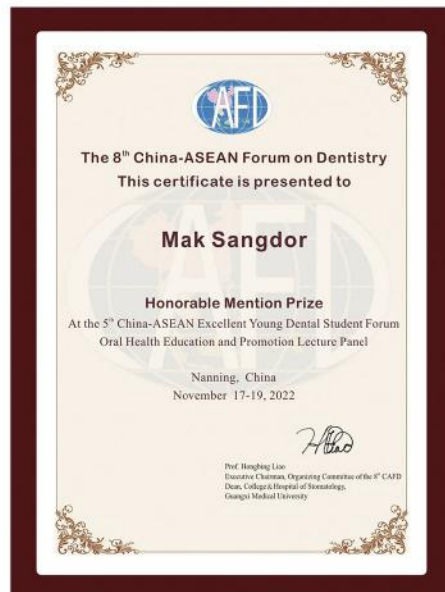 CAFD
The 8th China-ASEAN Forum on Dentistry
This certificate is presented to
Mak Sangdor
Honorable Mention Prize
At the 5th China-ASEAN Excellent Young Dental Student Forum
Oral Health Education and Promotion Lecture Panel
Nanning, China
November 17-19, 2022
Prof. Hongbing Liao
Executive Chairman, Organizing Committee of the 8th CAFD
Dean, College & Hospital of Stomatology,
Guangxi Medical University